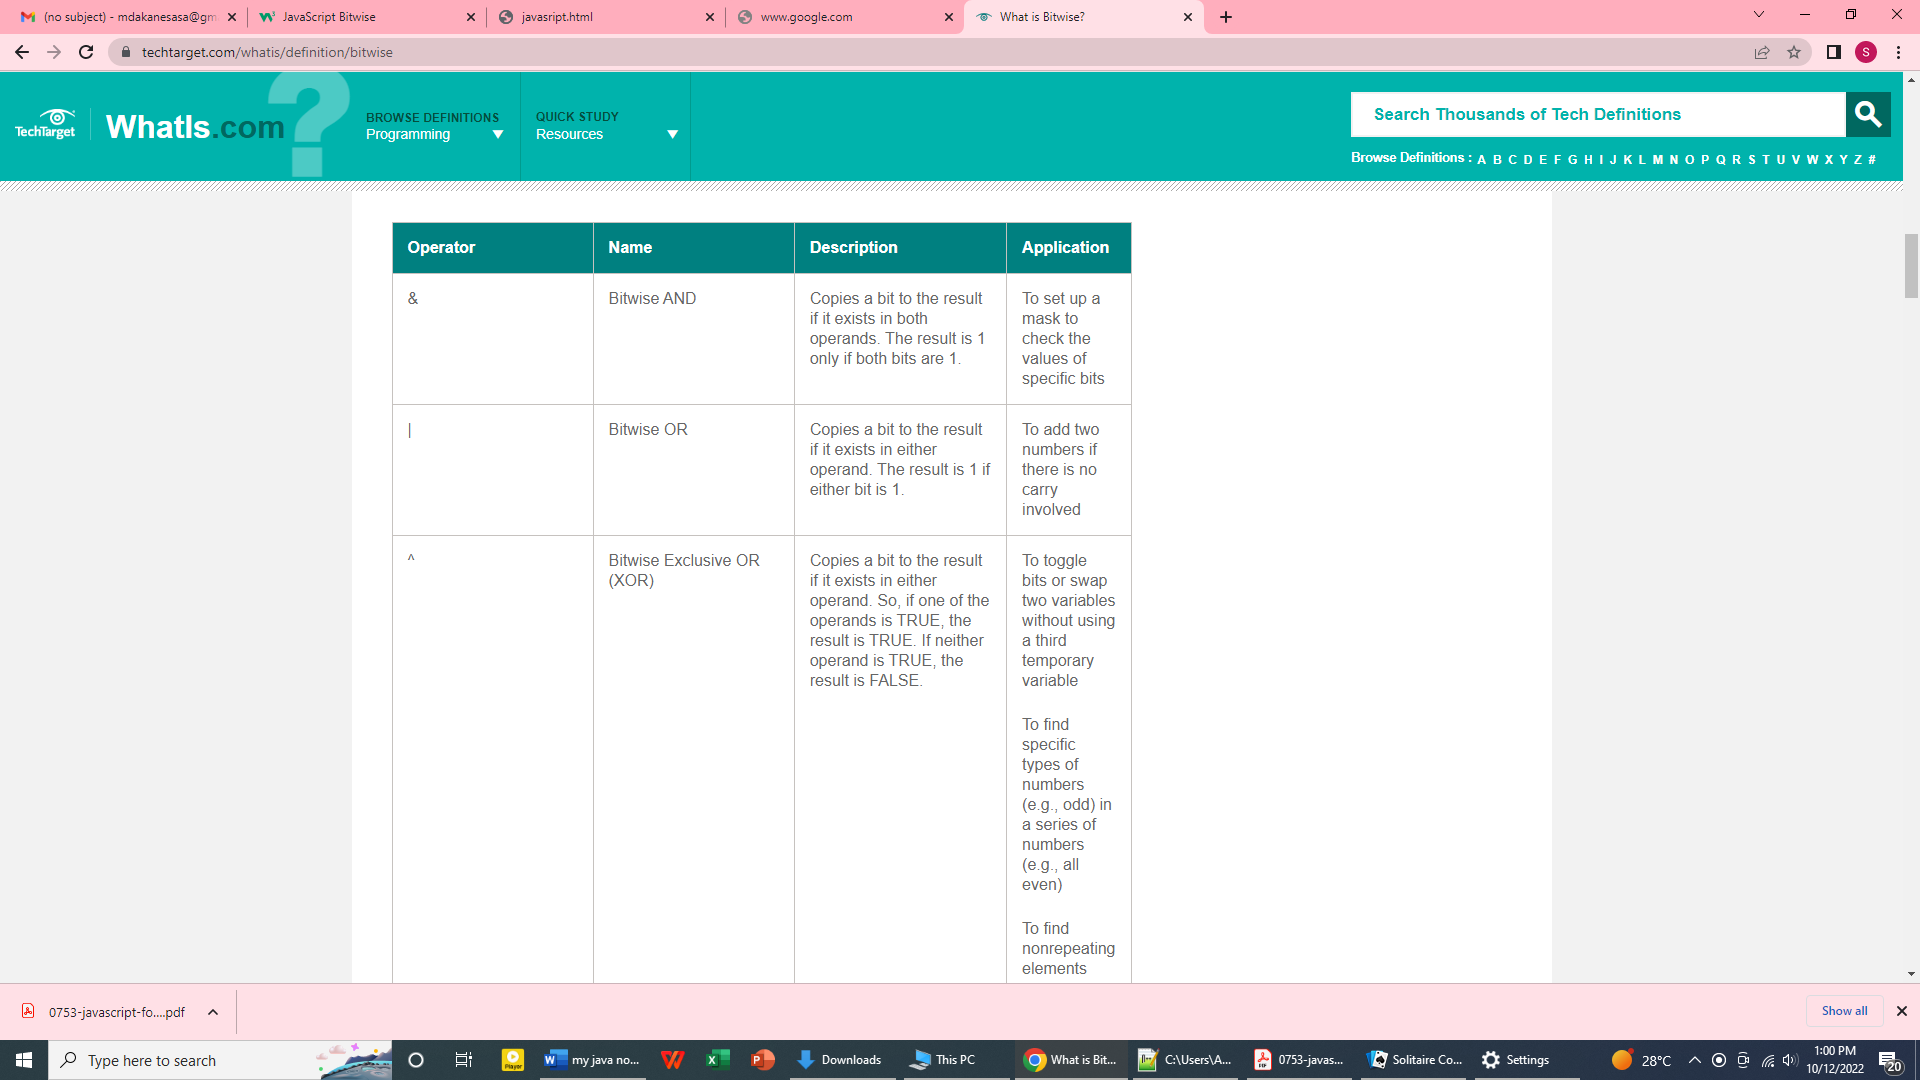 (no subject) - mdakanesasa@gm
JavaScript Bitwise
javasript.html
www.google.com
What is Bitwise?
techtarget.com/whatis/definition/bitwise
S
TechTarget
WhatIs.com
?
BROWSE DEFINITIONS
Programming
QUICK STUDY
Resources
Search Thousands of Tech Definitions
Browse Definitions : A B C D E F G H I J K L M N O P Q R S T U V W X Y Z #
Operator
Name
Description
Application
&
Bitwise AND
Copies a bit to the result
if it exists in both
operands. The result is 1
only if both bits are 1.
To set up a
mask to
check the
values of
specific bits
|
Bitwise OR
Copies a bit to the result
if it exists in either
operand. The result is 1 if
either bit is 1.
To add two
numbers if
there is no
carry
involved
^
Bitwise Exclusive OR
(XOR)
Copies a bit to the result
if it exists in either
operand. So, if one of the
operands is TRUE, the
result is TRUE. If neither
operand is TRUE, the
result is FALSE.
To toggle
bits or swap
two variables
without using
a third
temporary
variable
To find
specific
types of
numbers
(e.g., odd) in
a series of
numbers
(e.g., all
even)
To find
nonrepeating
elements
0753-javascript-fo....pdf
Show all
Type here to search
Player
my java no...
Downloads
This PC
What is Bit...
C:\Users\A...
0753-javas...
Solitaire Co...
Settings
28°C
1:00 PM
10/12/2022
20